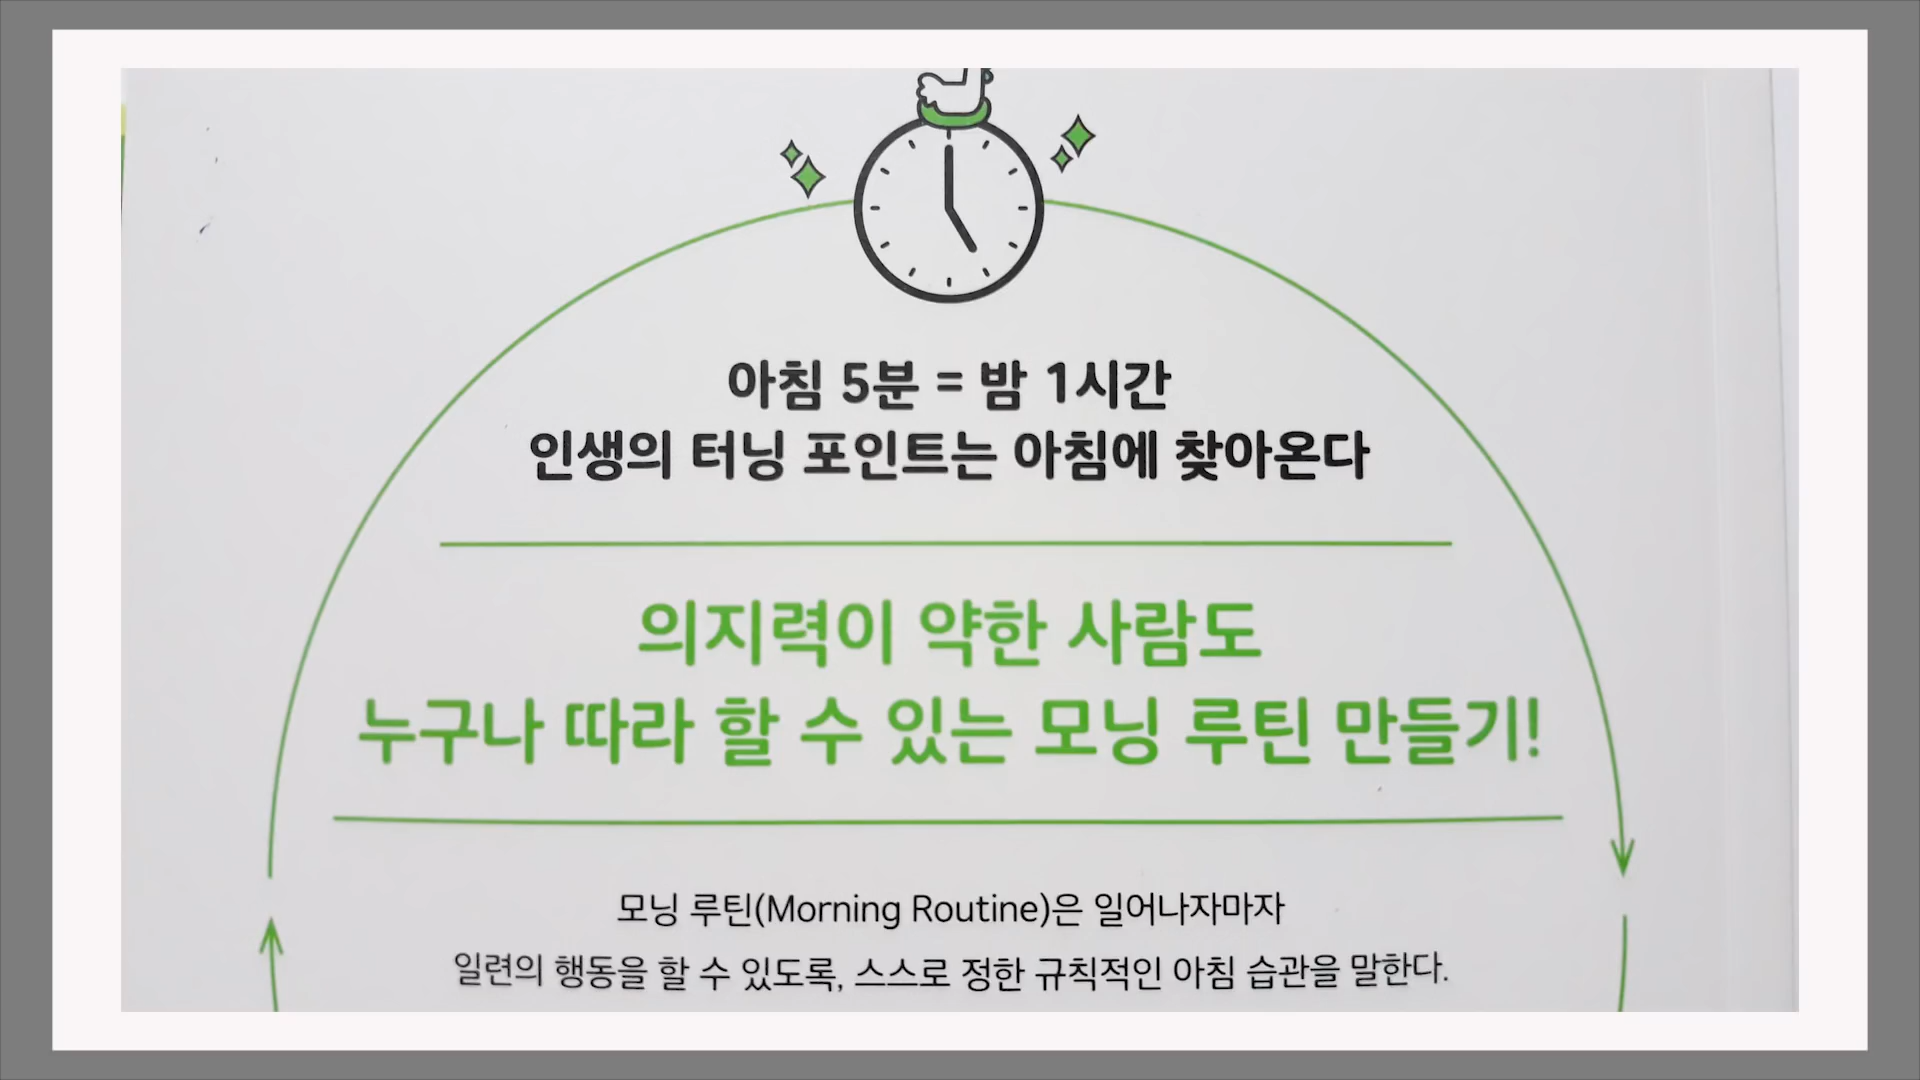 아침 5분 = 밤 1시간
인생의 터닝 포인트는 아침에 찾아온다
의지력이 약한 사람도
누구나 따라 할 수 있는 모닝 루틴 만들기!
모닝 루틴(Morning Routine)은 일어나자마자
일련의 행동을 할 수 있도록, 스스로 정한 규칙적인 아침 습관을 말한다.